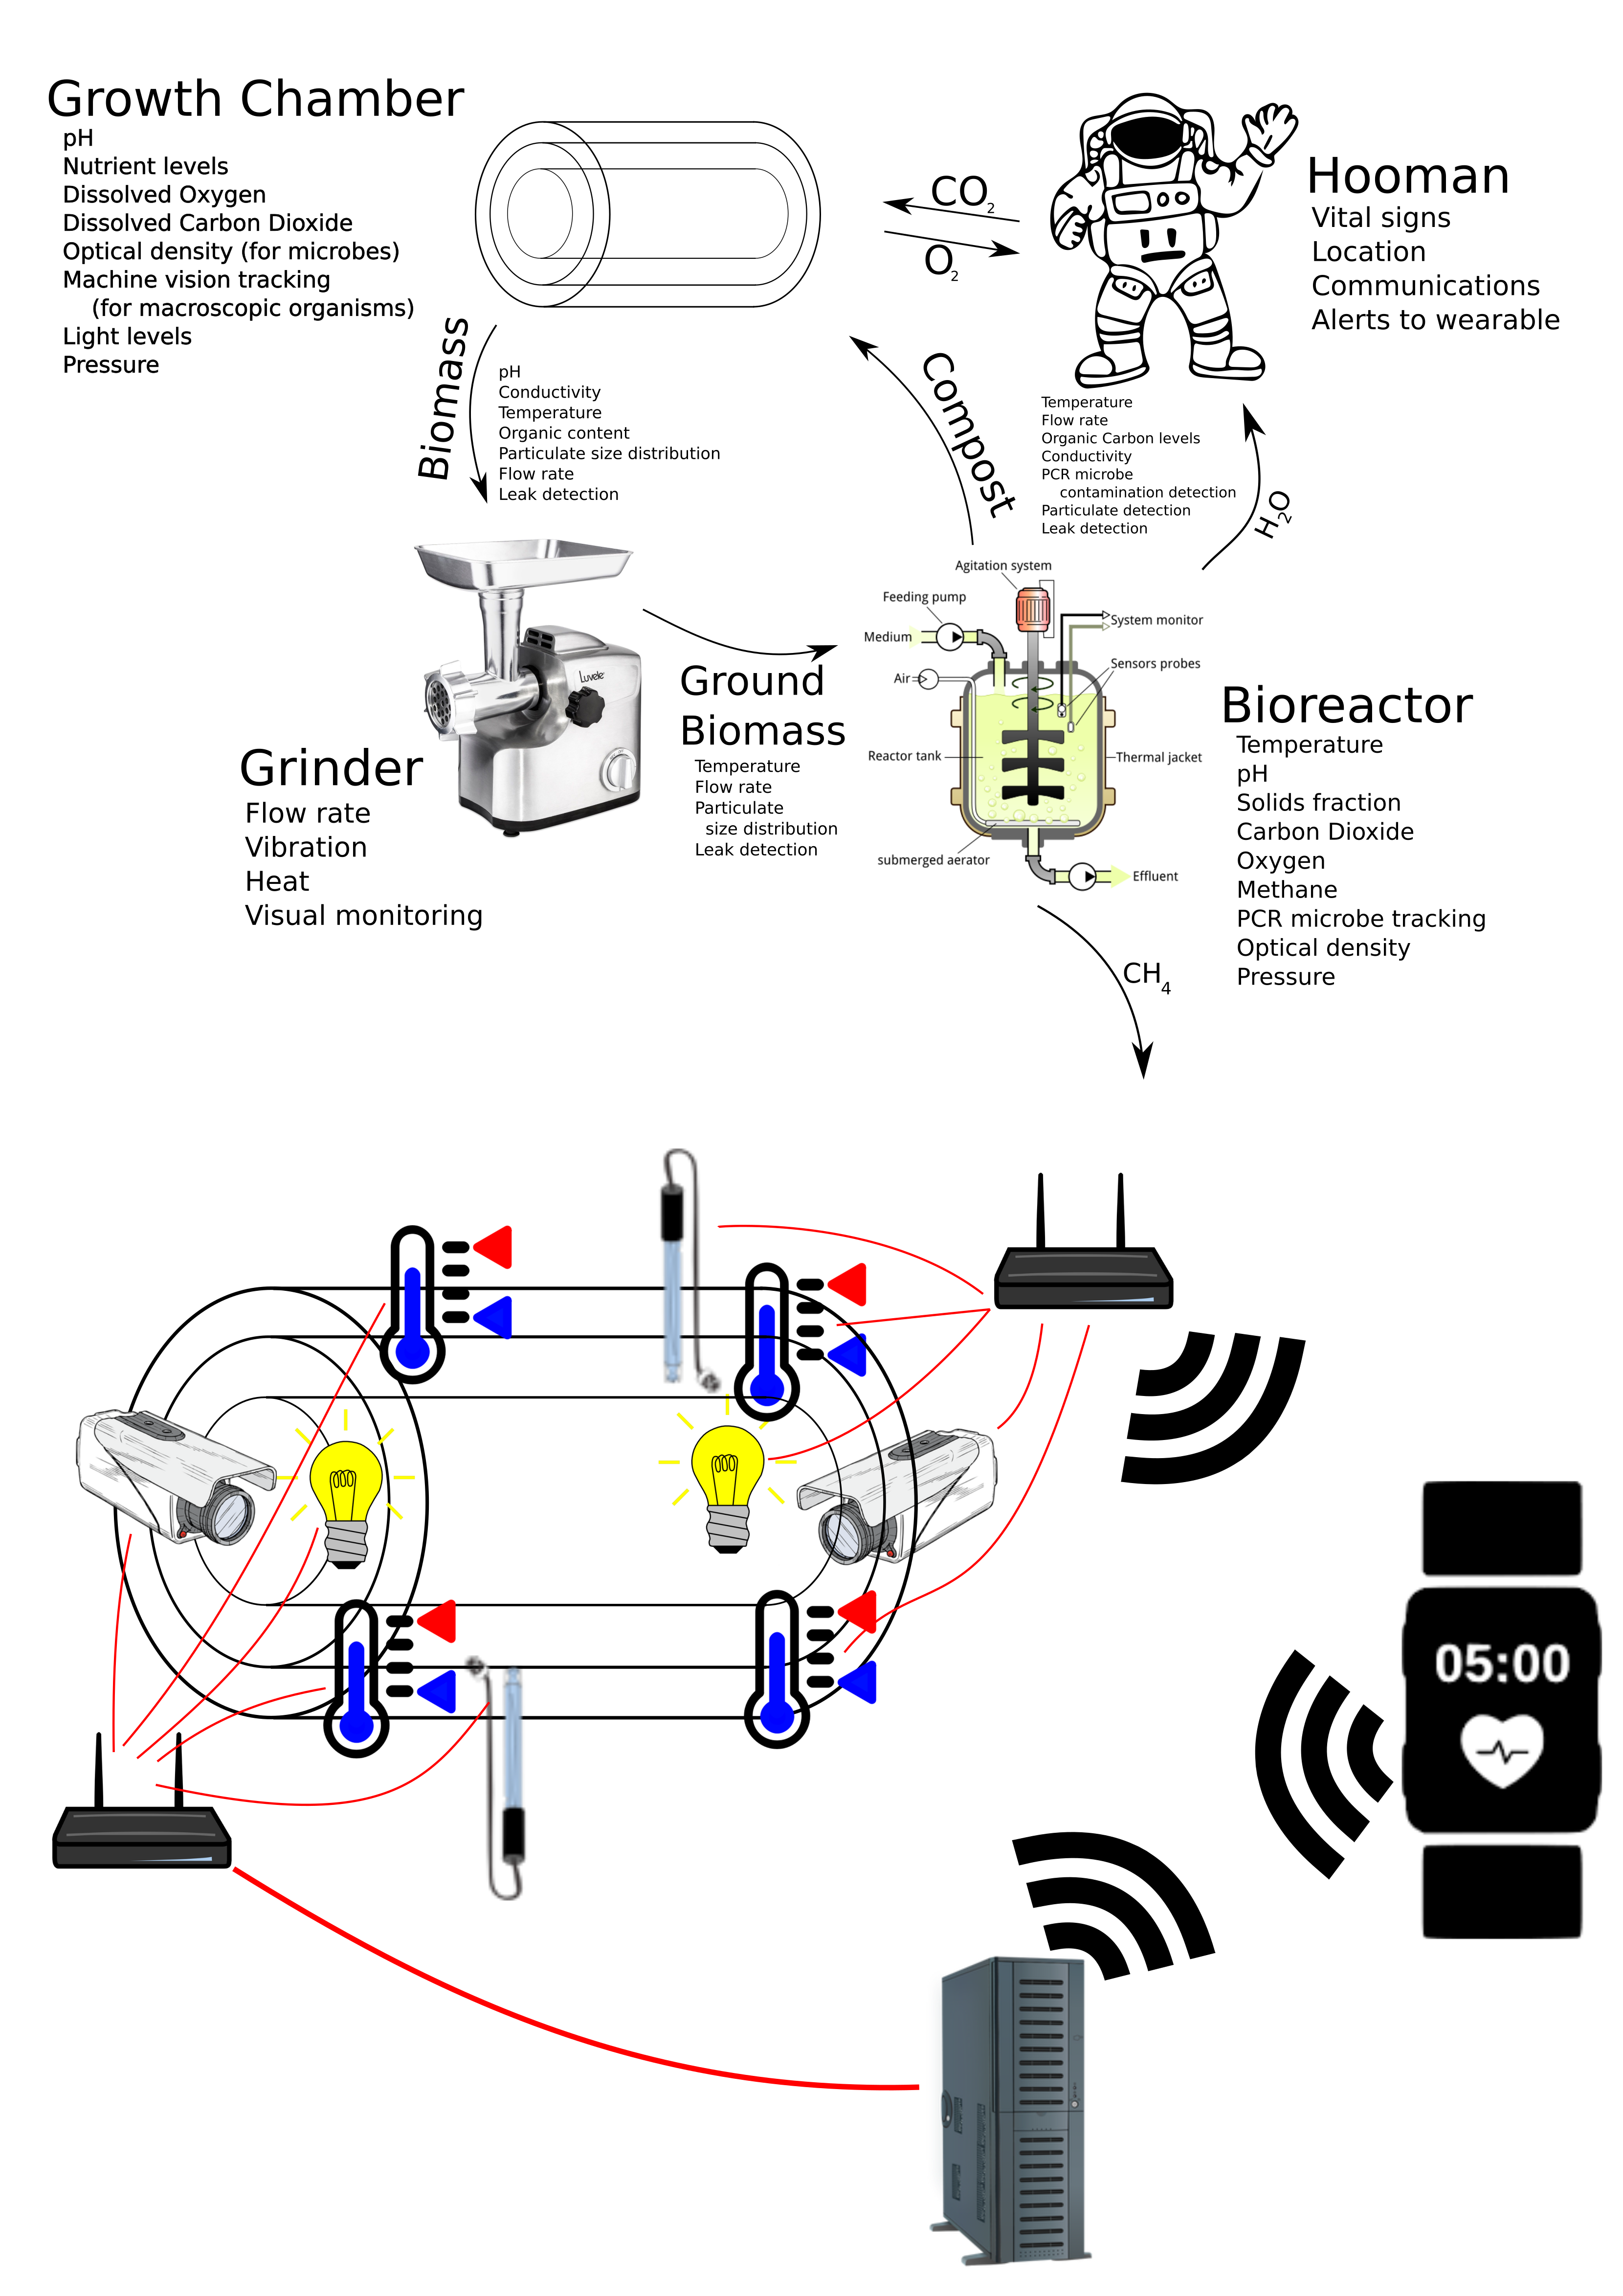 Growth Chamber
pH
Nutrient levels
Dissolved Oxygen
Dissolved Carbon Dioxide
Optical density (for microbes)
Machine vision tracking
(for macroscopic organisms)
Light levels
Pressure
CO2
O2
Hooman
Vital signs
Location
Communications
Alerts to wearable
Biomass
pH
Conductivity
Temperature
Organic content
Particulate size distribution
Flow rate
Leak detection
Compost
Temperature
Flow rate
Organic Carbon levels
Conductivity
PCR microbe
contamination detection
Particulate detection
Leak detection
H2O
Luvele
Grinder
Flow rate
Vibration
Heat
Visual monitoring
Ground
Biomass
Temperature
Flow rate
Particulate
size distribution
Leak detection
Agitation system
Feeding pump
Medium
System monitor
Air
Sensors probes
Reactor tank
Thermal jacket
submerged aerator
Effluent
Bioreactor
Temperature
pH
Solids fraction
Carbon Dioxide
Oxygen
Methane
PCR microbe tracking
Optical density
Pressure
CH4
05:00